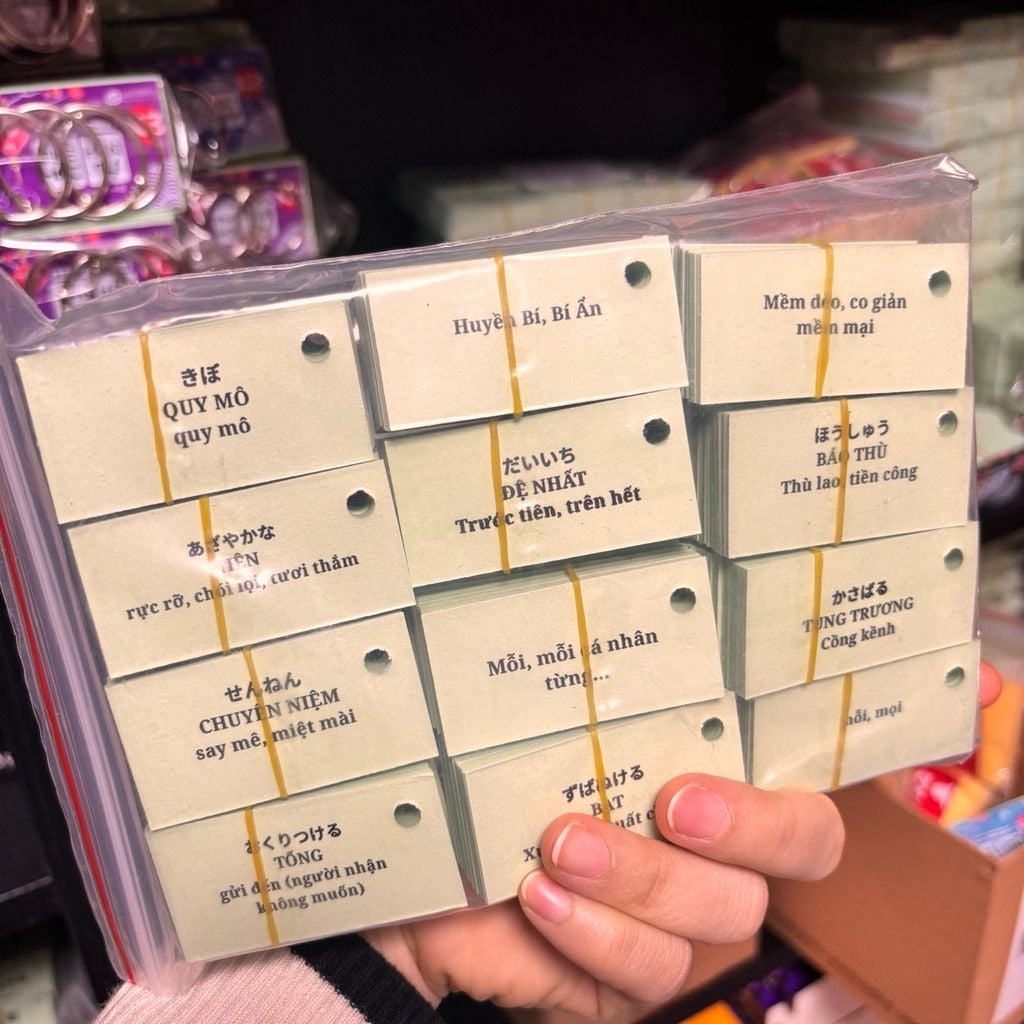 きぼ
QUY MÔ
quy mô
あざやかな
rực rỡ, chói lọi, tươi thắm
せんねん
CHUYÊN NIỆM
say mê, miệt mài
おくりつける
TỐNG
gửi đến (người nhận
không muốn)
Huyền Bí, Bí Ẩn
だいいち
ĐỆ NHẤT
Trước tiên, trên hết
Mỗi, mỗi cá nhân
từng...
ずばぬける
BẠT
Mềm dẻo, co giản
mềm mại
ほうしゅう
BÁO THÙ
Thù lao, tiền công
かさばる
TUNG TRƯƠNG
Cồng kềnh
mọi